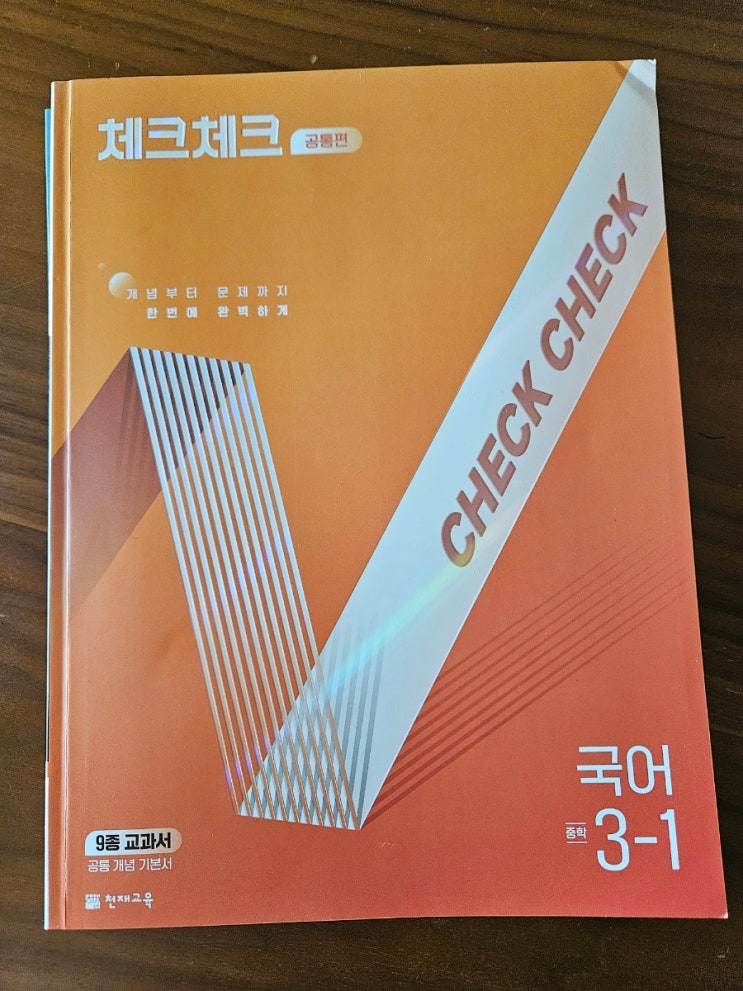 체크체크 공통편
개념부터 문제까지
한번에 완벽하게
CHECK CHECK
국어
중학 3-1
9종 교과서
공통 개념 기본서
천재교육